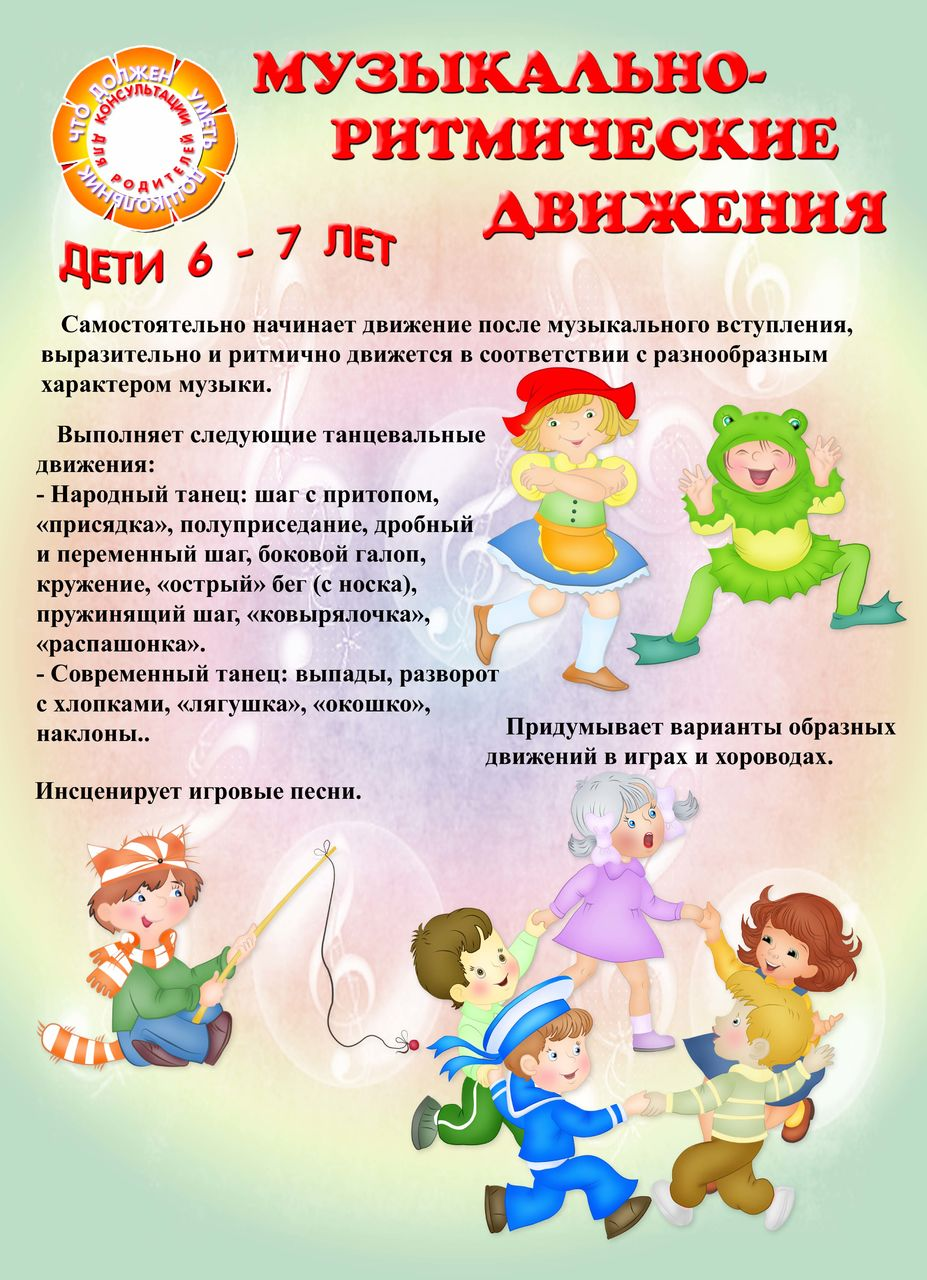 ЧТО ДОЛЖЕН УМЕТЬ
ДОШКОЛЬНИК
КОНСУЛЬТАЦИИ
ДЛЯ РОДИТЕЛЕЙ
МУЗЫКАЛЬНО-
РИТМИЧЕСКИЕ
ДВИЖЕНИЯ
ДЕТИ 6 - 7 ЛЕТ
Самостоятельно начинает движение после музыкального вступления,
выразительно и ритмично движется в соответствии с разнообразным
характером музыки.
Выполняет следующие танцевальные
движения:
- Народный танец: шаг с притопом,
«присядка», полуприседание, дробный
и переменный шаг, боковой галоп,
кружение, «острый» бег (с носка),
пружинящий шаг, «ковырялочка»,
«распашонка».
- Современный танец: выпады, разворот
с хлопками, «лягушка», «окошко»,
наклоны..
Придумывает варианты образных
движений в играх и хороводах.
Инсценирует игровые песни.